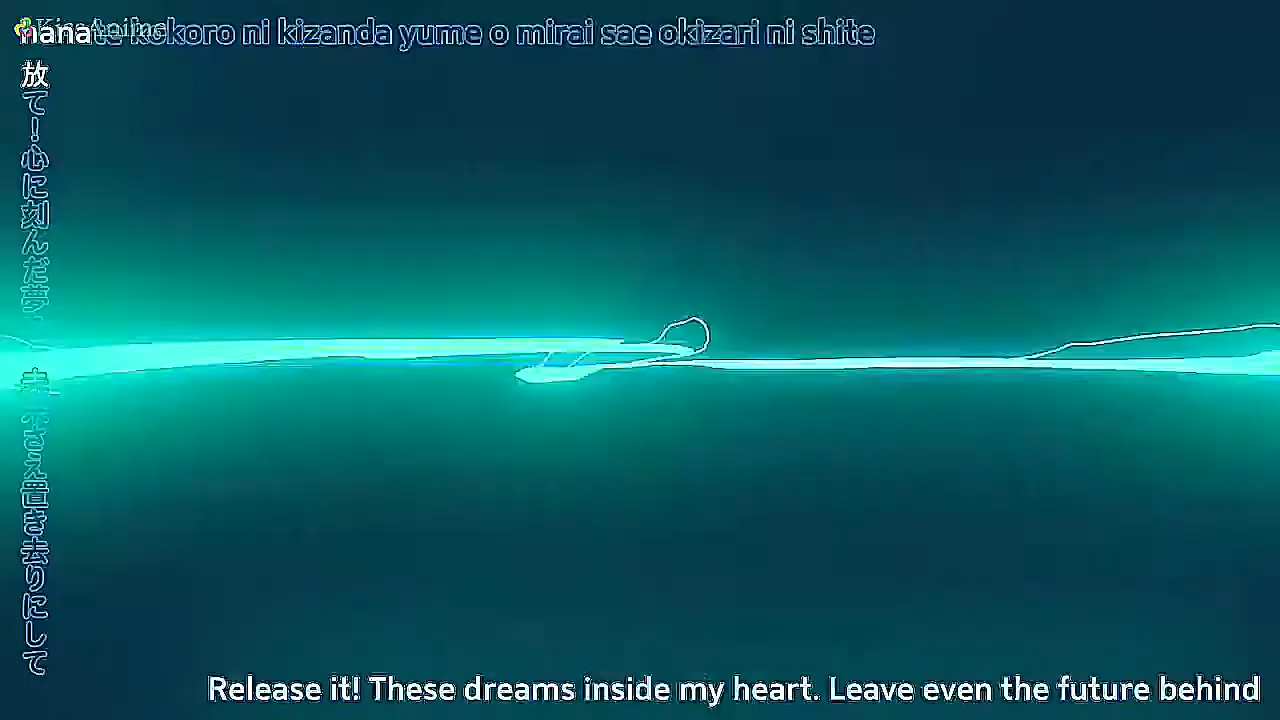 hanate kokoro ni kizanda yume o mirai sae okizari ni shite
KissAnime
放て！心に刻んだ夢を未来さえ置き去りにして
Release it! These dreams inside my heart. Leave even the future behind